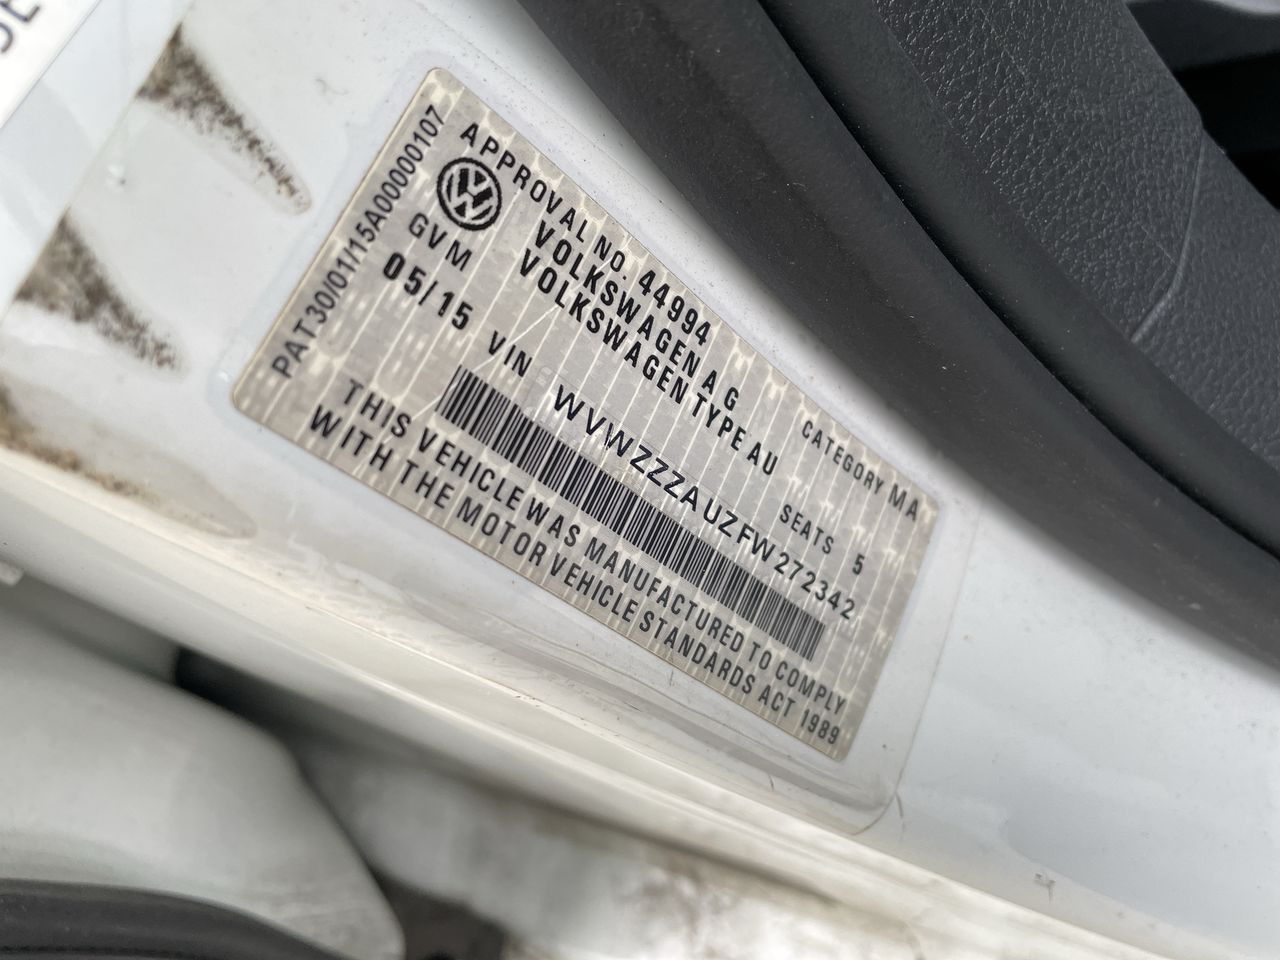 APPROVAL NO. 44994 CATEGORY MA
VOLKSWAGEN AG
VOLKSWAGEN TYPE AU SEATS 5
GVM
05/15 VIN WVWZZZAUZFW272342
THIS VEHICLE WAS MANUFACTURED TO COMPLY
WITH THE MOTOR VEHICLE STANDARDS ACT 1989
PAT30/01/15A00000107